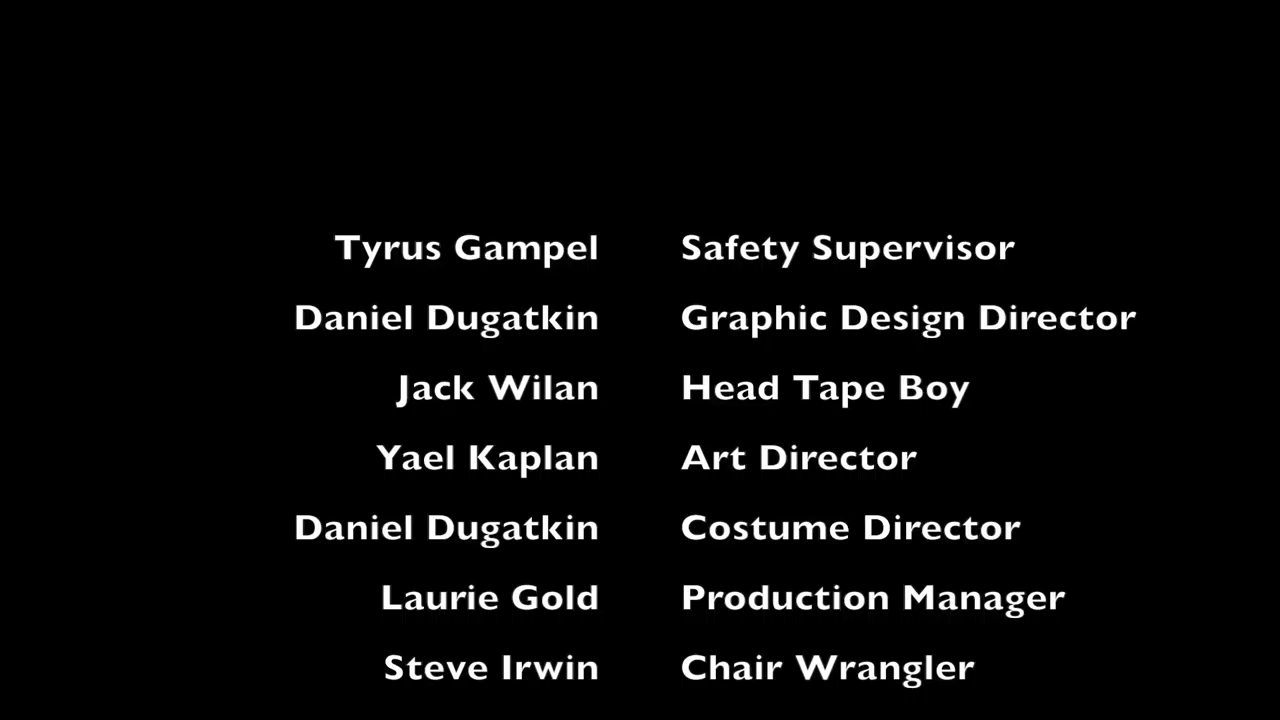 Tyrus Gampel Safety Supervisor
Daniel Dugatkin Graphic Design Director
Jack Wilan Head Tape Boy
Yael Kaplan Art Director
Daniel Dugatkin Costume Director
Laurie Gold Production Manager
Steve Irwin Chair Wrangler